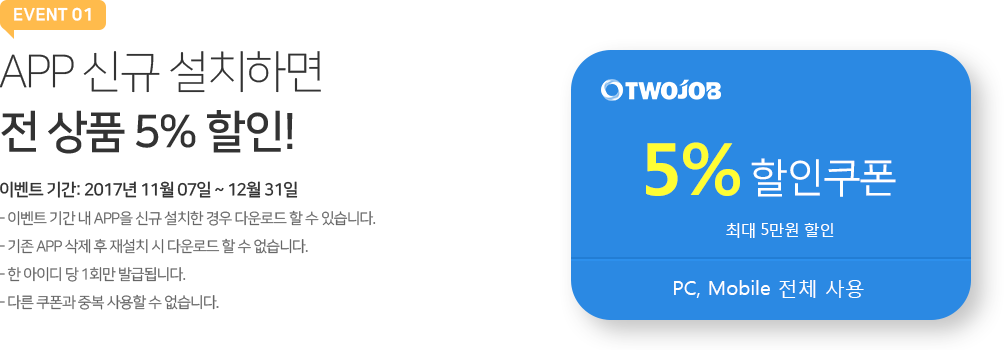 EVENT 01
APP 신규 설치하면
전 상품 5% 할인!
이벤트 기간: 2017년 11월 07일 ~ 12월 31일
- 이벤트 기간 내 APP을 신규 설치한 경우 다운로드 할 수 있습니다.
- 기존 APP 삭제 후 재설치 시 다운로드 할 수 없습니다.
- 한 아이디 당 1회만 발급됩니다.
- 다른 쿠폰과 중복 사용할 수 없습니다.
TWOJOB
5% 할인쿠폰
최대 5만원 할인
PC, Mobile 전체 사용